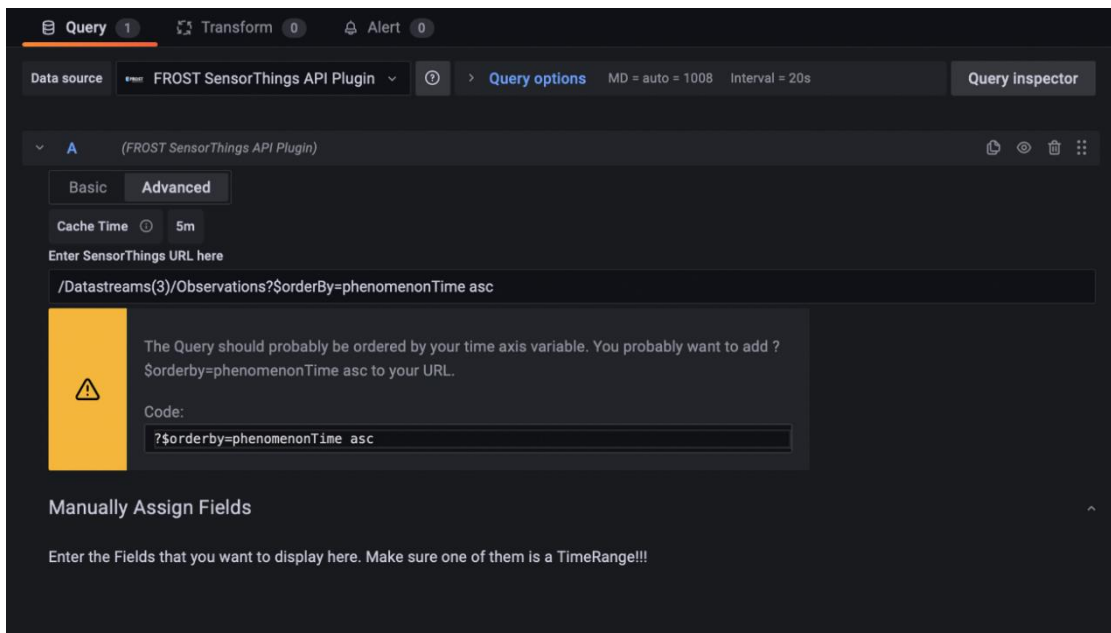 Query 1 Transform 0 Alert 0
Data source FROST SensorThings API Plugin Query options MD = auto = 1008 Interval = 20s Query inspector
A (FROST SensorThings API Plugin)
Basic Advanced
Cache Time 5m
Enter SensorThings URL here
/Datastreams(3)/Observations?$orderBy=phenomenonTime asc
The Query should probably be ordered by your time axis variable. You probably want to add ?
$orderby=phenomenonTime asc to your URL.
Code:
?$orderby=phenomenonTime asc
Manually Assign Fields
Enter the Fields that you want to display here. Make sure one of them is a TimeRange!!!